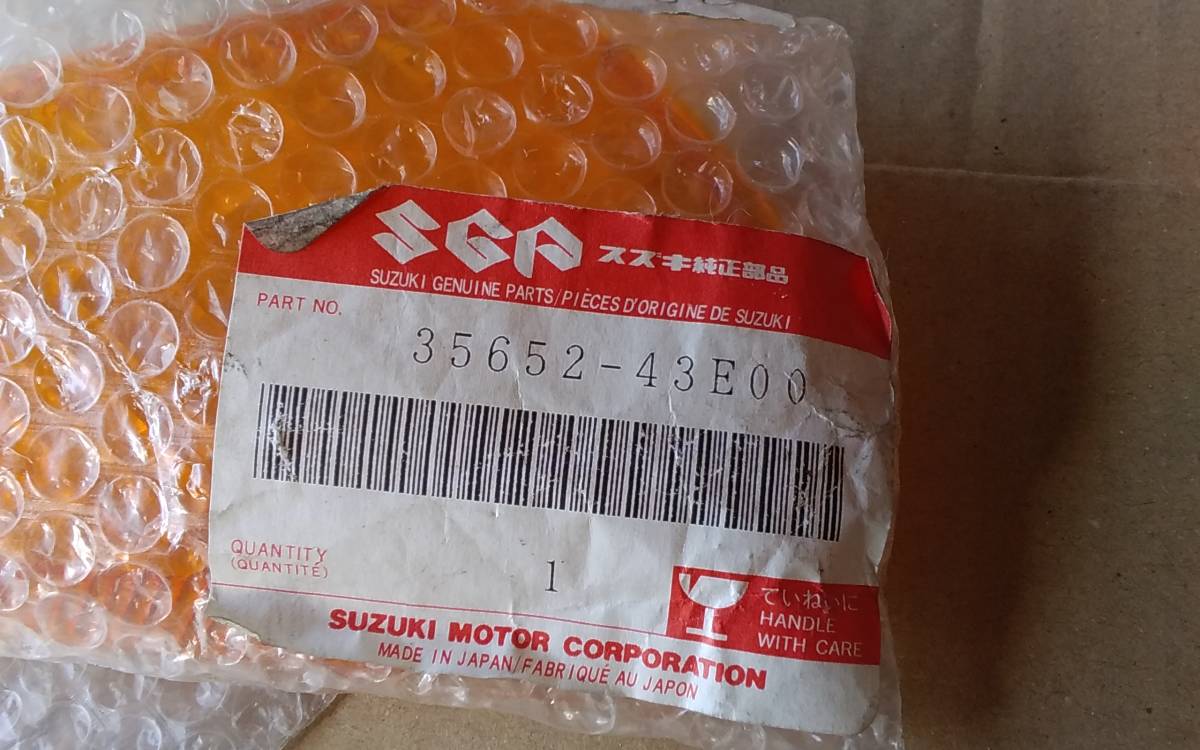 SGP スズキ純正部品
SUZUKI GENUINE PARTS/PIÈCES D'ORIGINE DE SUZUKI
PART NO.
35652-43E00
QUANTITY
(QUANTITÉ)
1
ていねいに
HANDLE
WITH CARE
SUZUKI MOTOR CORPORATION
MADE IN JAPAN/FABRIQUÉ AU JAPON